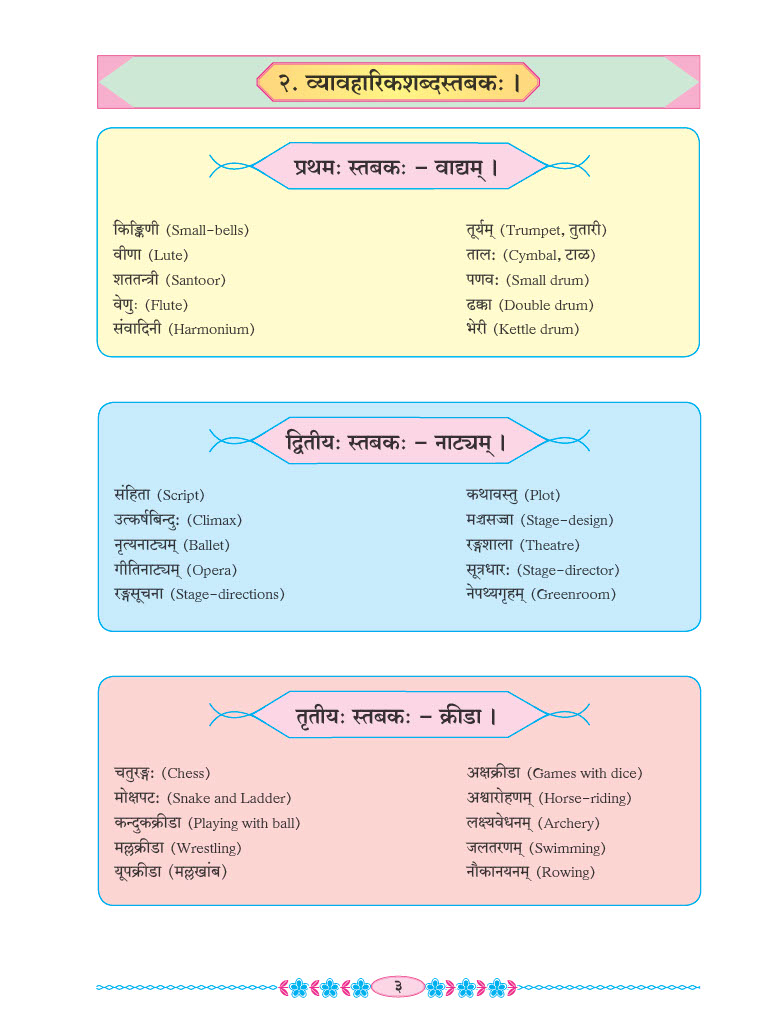 २. व्यावहारिकशब्दस्तबकः ।
प्रथमः स्तबकः – वाद्यम् ।
किङ्किणी (Small-bells)
वीणा (Lute)
शततन्त्री (Santoor)
वेणुः (Flute)
संवादिनी (Harmonium)
तूर्यम् (Trumpet, तुतारी)
तालः (Cymbal, टाळ)
पणवः (Small drum)
ढक्का (Double drum)
भेरी (Kettle drum)
द्वितीयः स्तबकः – नाट्यम् ।
संहिता (Script)
उत्कर्षबिन्दुः (Climax)
नृत्यनाट्यम् (Ballet)
गीतिनाट्यम् (Opera)
रङ्गसूचना (Stage-directions)
कथावस्तु (Plot)
मञ्चसज्जा (Stage-design)
रङ्गशाला (Theatre)
सूत्रधारः (Stage-director)
नेपथ्यगृहम् (Greenroom)
तृतीयः स्तबकः – क्रीडा ।
चतुरङ्गः (Chess)
मोक्षपटः (Snake and Ladder)
कन्दुकक्रीडा (Playing with ball)
मल्लक्रीडा (Wrestling)
यूपक्रीडा (मल्लखांब)
अक्षक्रीडा (Games with dice)
अश्वारोहणम् (Horse-riding)
लक्ष्यवेधनम् (Archery)
जलतरणम् (Swimming)
नौकानयनम् (Rowing)
३